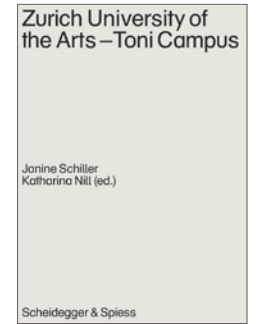 Zurich University of
the Arts – Toni Campus
Janine Schiller
Katharina Nill (ed.)
Scheidegger & Spiess